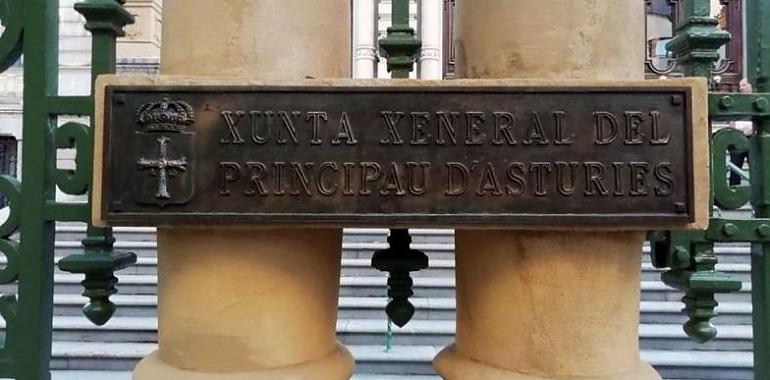 XUNTA XENERAL DEL
PRINCIPAU D'ASTURIES